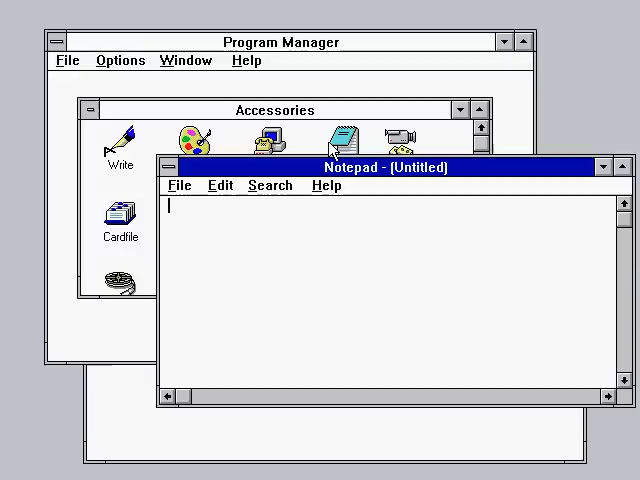 Program Manager
File Options Window Help
Accessories
Write
Cardfile
Notepad - (Untitled)
File Edit Search Help